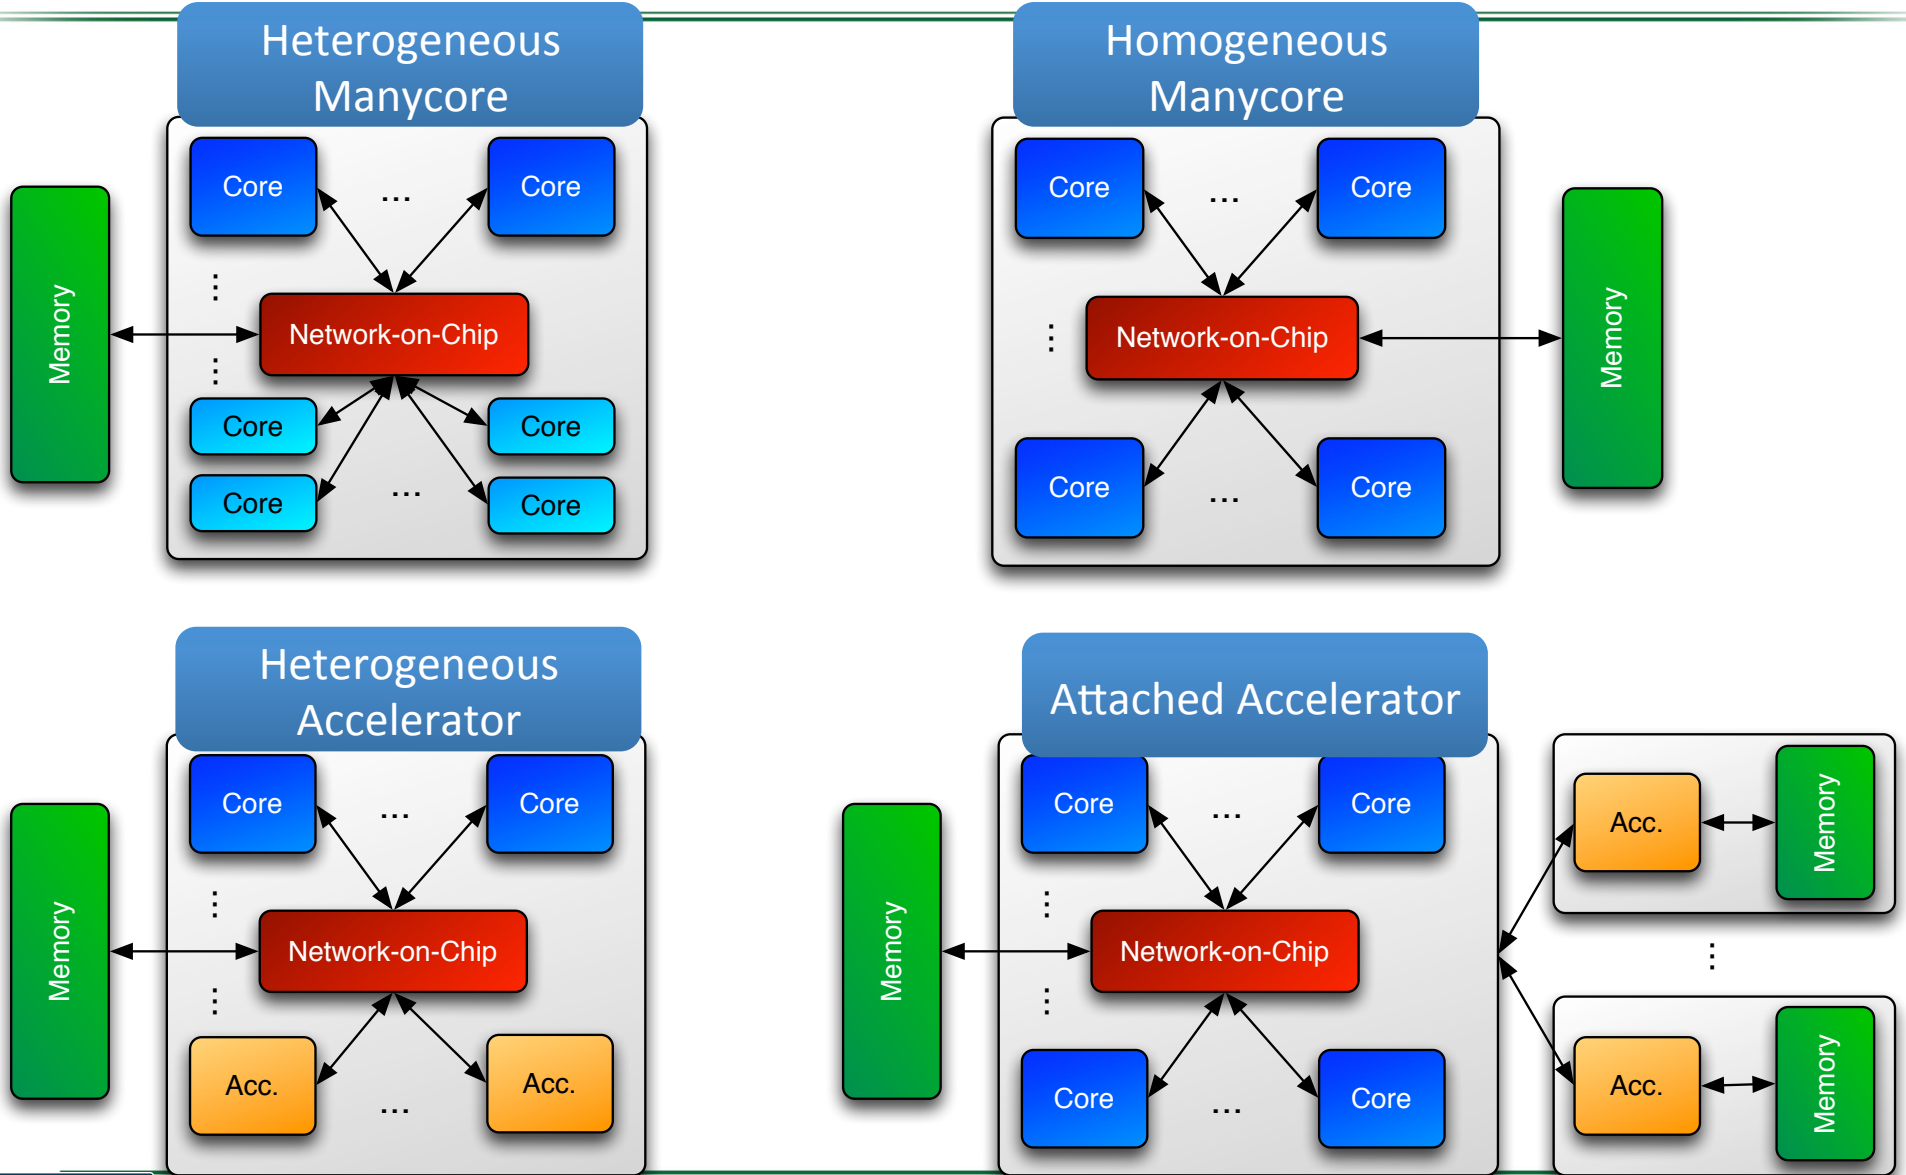 Heterogeneous
Manycore
Core
...
Core
...
Memory
Network-on-Chip
...
Core
Core
Core
...
Core
Homogeneous
Manycore
Core
...
Core
...
Network-on-Chip
Memory
Core
...
Core
Heterogeneous
Accelerator
Core
...
Core
...
Memory
Network-on-Chip
...
Acc.
...
Acc.
Attached Accelerator
Core
...
Core
...
Memory
Network-on-Chip
...
Core
...
Core
Acc.
Memory
...
Acc.
Memory